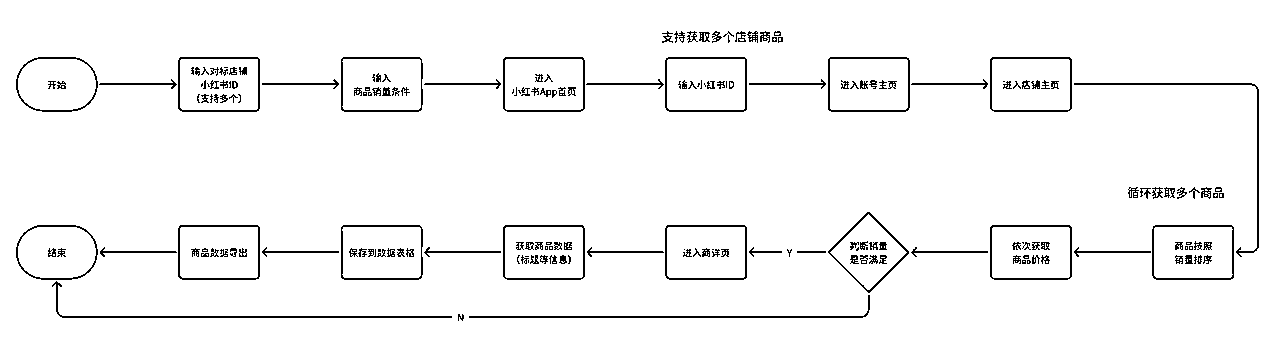 支持获取多个店铺商品
开始
输入对标店铺
小红书ID
(支持多个)
输入
商品销量条件
进入
小红书App首页
输入小红书ID
进入账号主页
进入店铺主页
循环获取多个商品
结束
商品数据导出
保存到数据表格
获取商品数据
(标题等信息)
进入商详页
Y
判断销量
是否满足
依次获取
商品价格
商品按照
销量排序
N